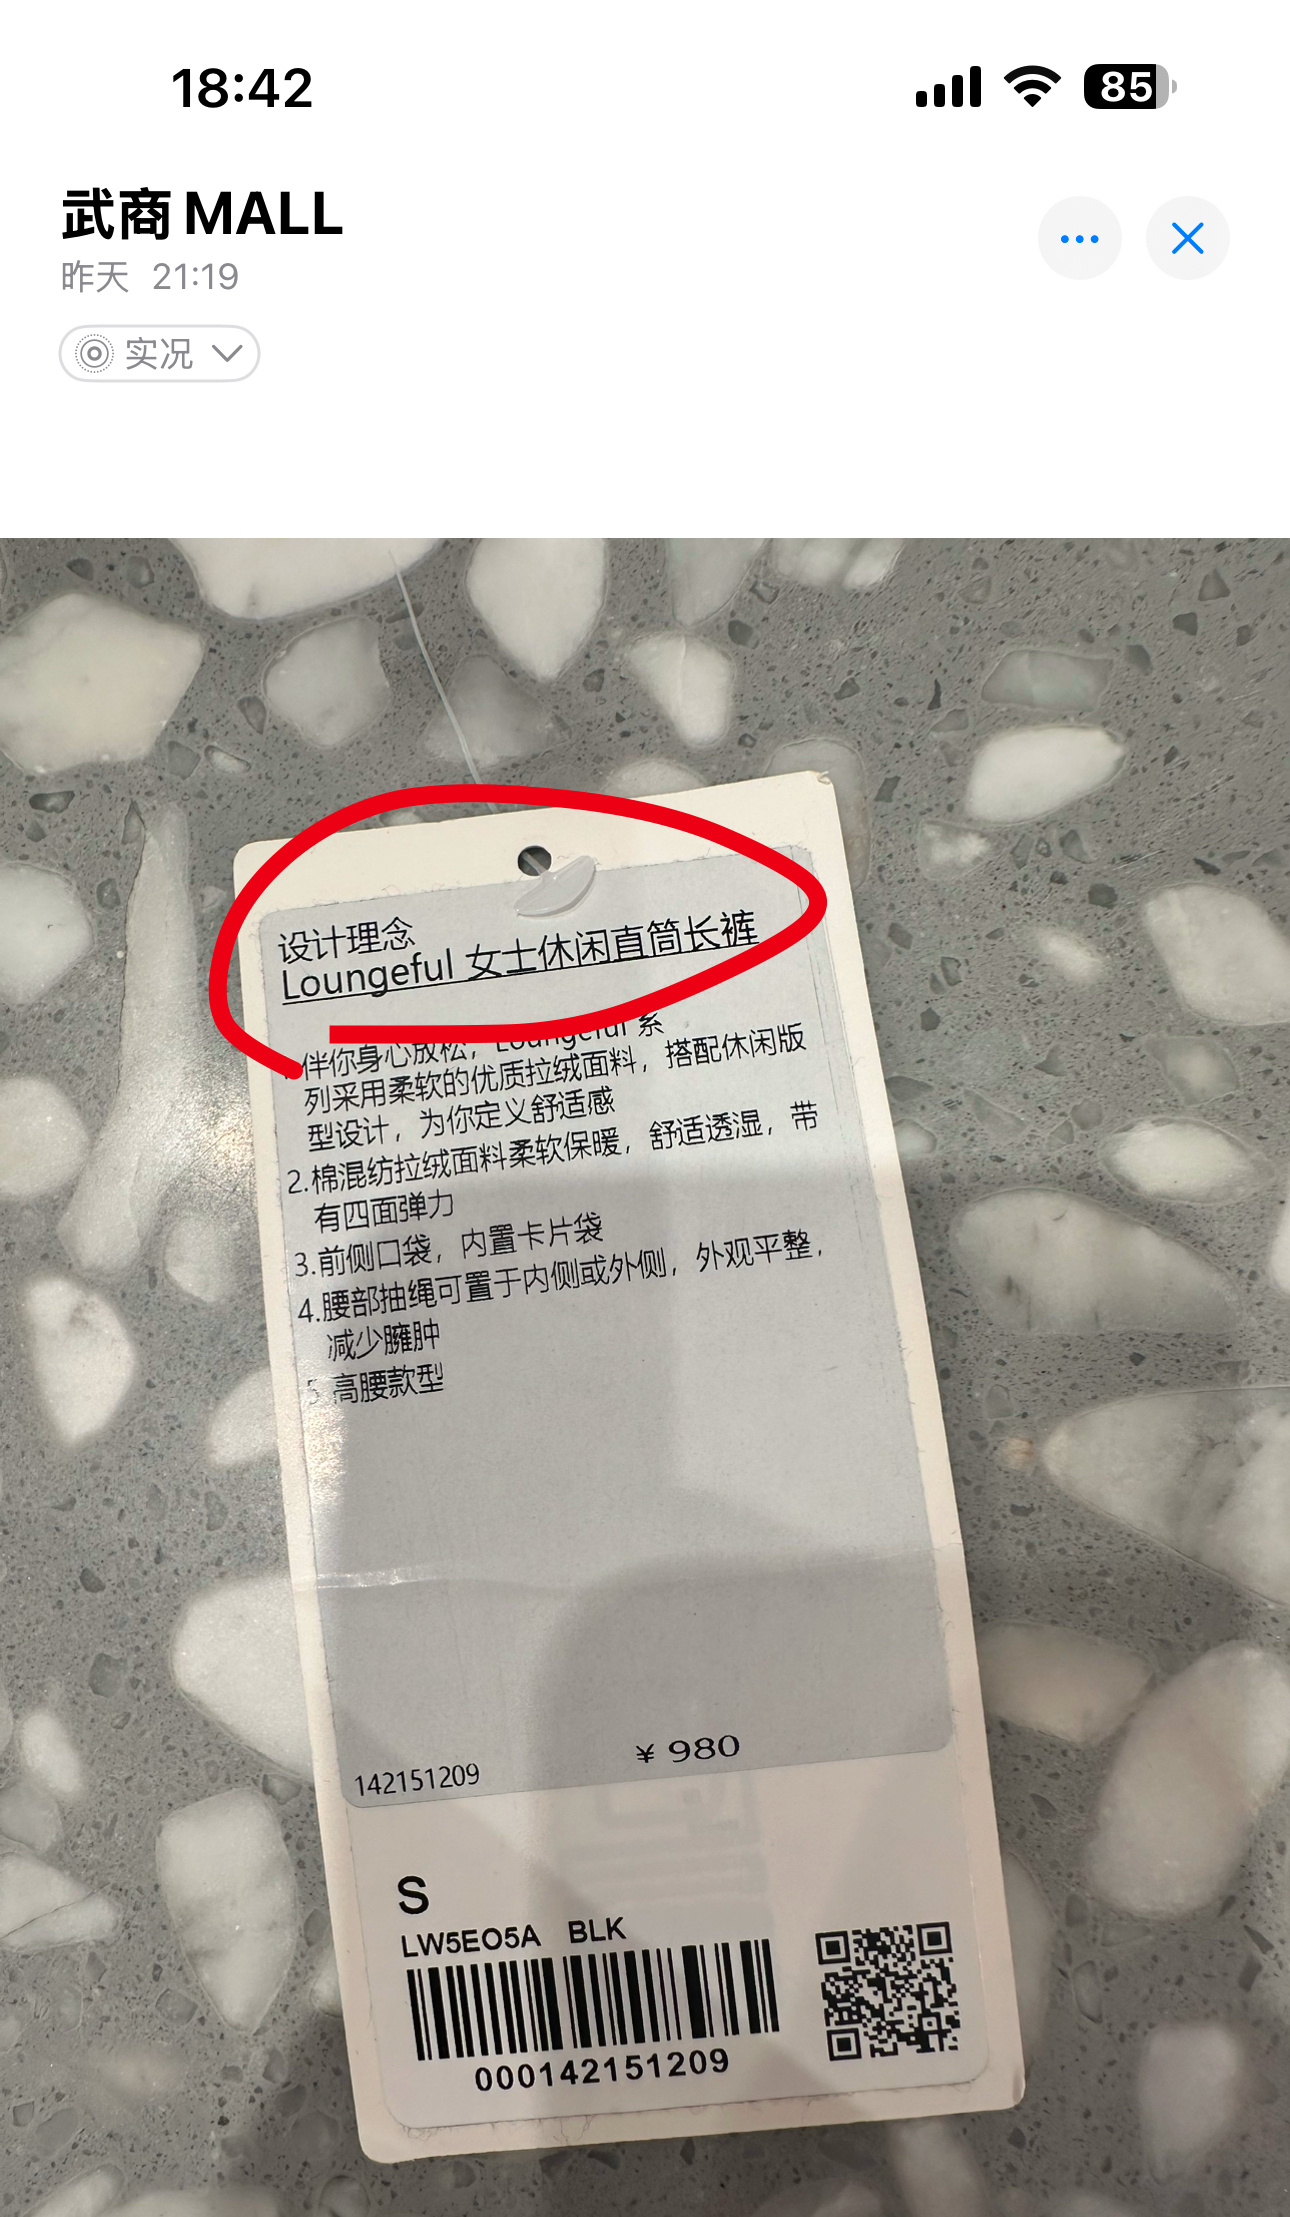 18:42
85
武商MALL
昨天 21:19
实况
设计理念
Loungeful 女士休闲直筒长裤
伴你身心放松，Loungeful 系
列采用柔软的优质拉绒面料，搭配休闲版
型设计，为你定义舒适感
2.棉混纺拉绒面料柔软保暖，舒适透湿，带
有四面弹力
3.前侧口袋，内置卡片袋
4.腰部抽绳可置于内侧或外侧，外观平整，
减少臃肿
5 高腰款型
¥ 980
142151209
S
LW5EO5A BLK
000142151209